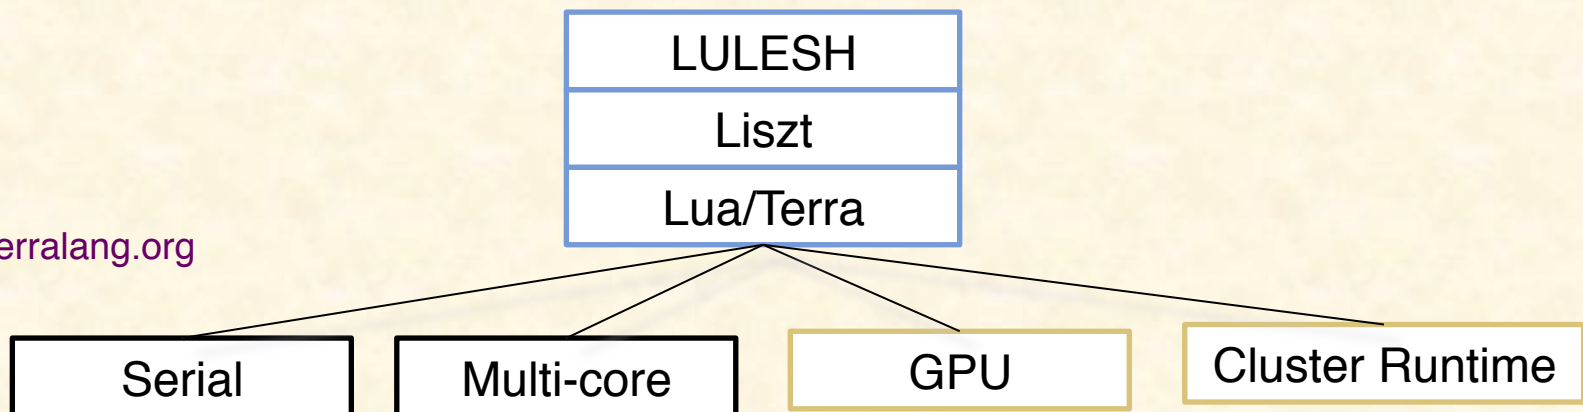 LULESH
Liszt
Lua/Terra
erralang.org
Serial
Multi-core
GPU
Cluster Runtime